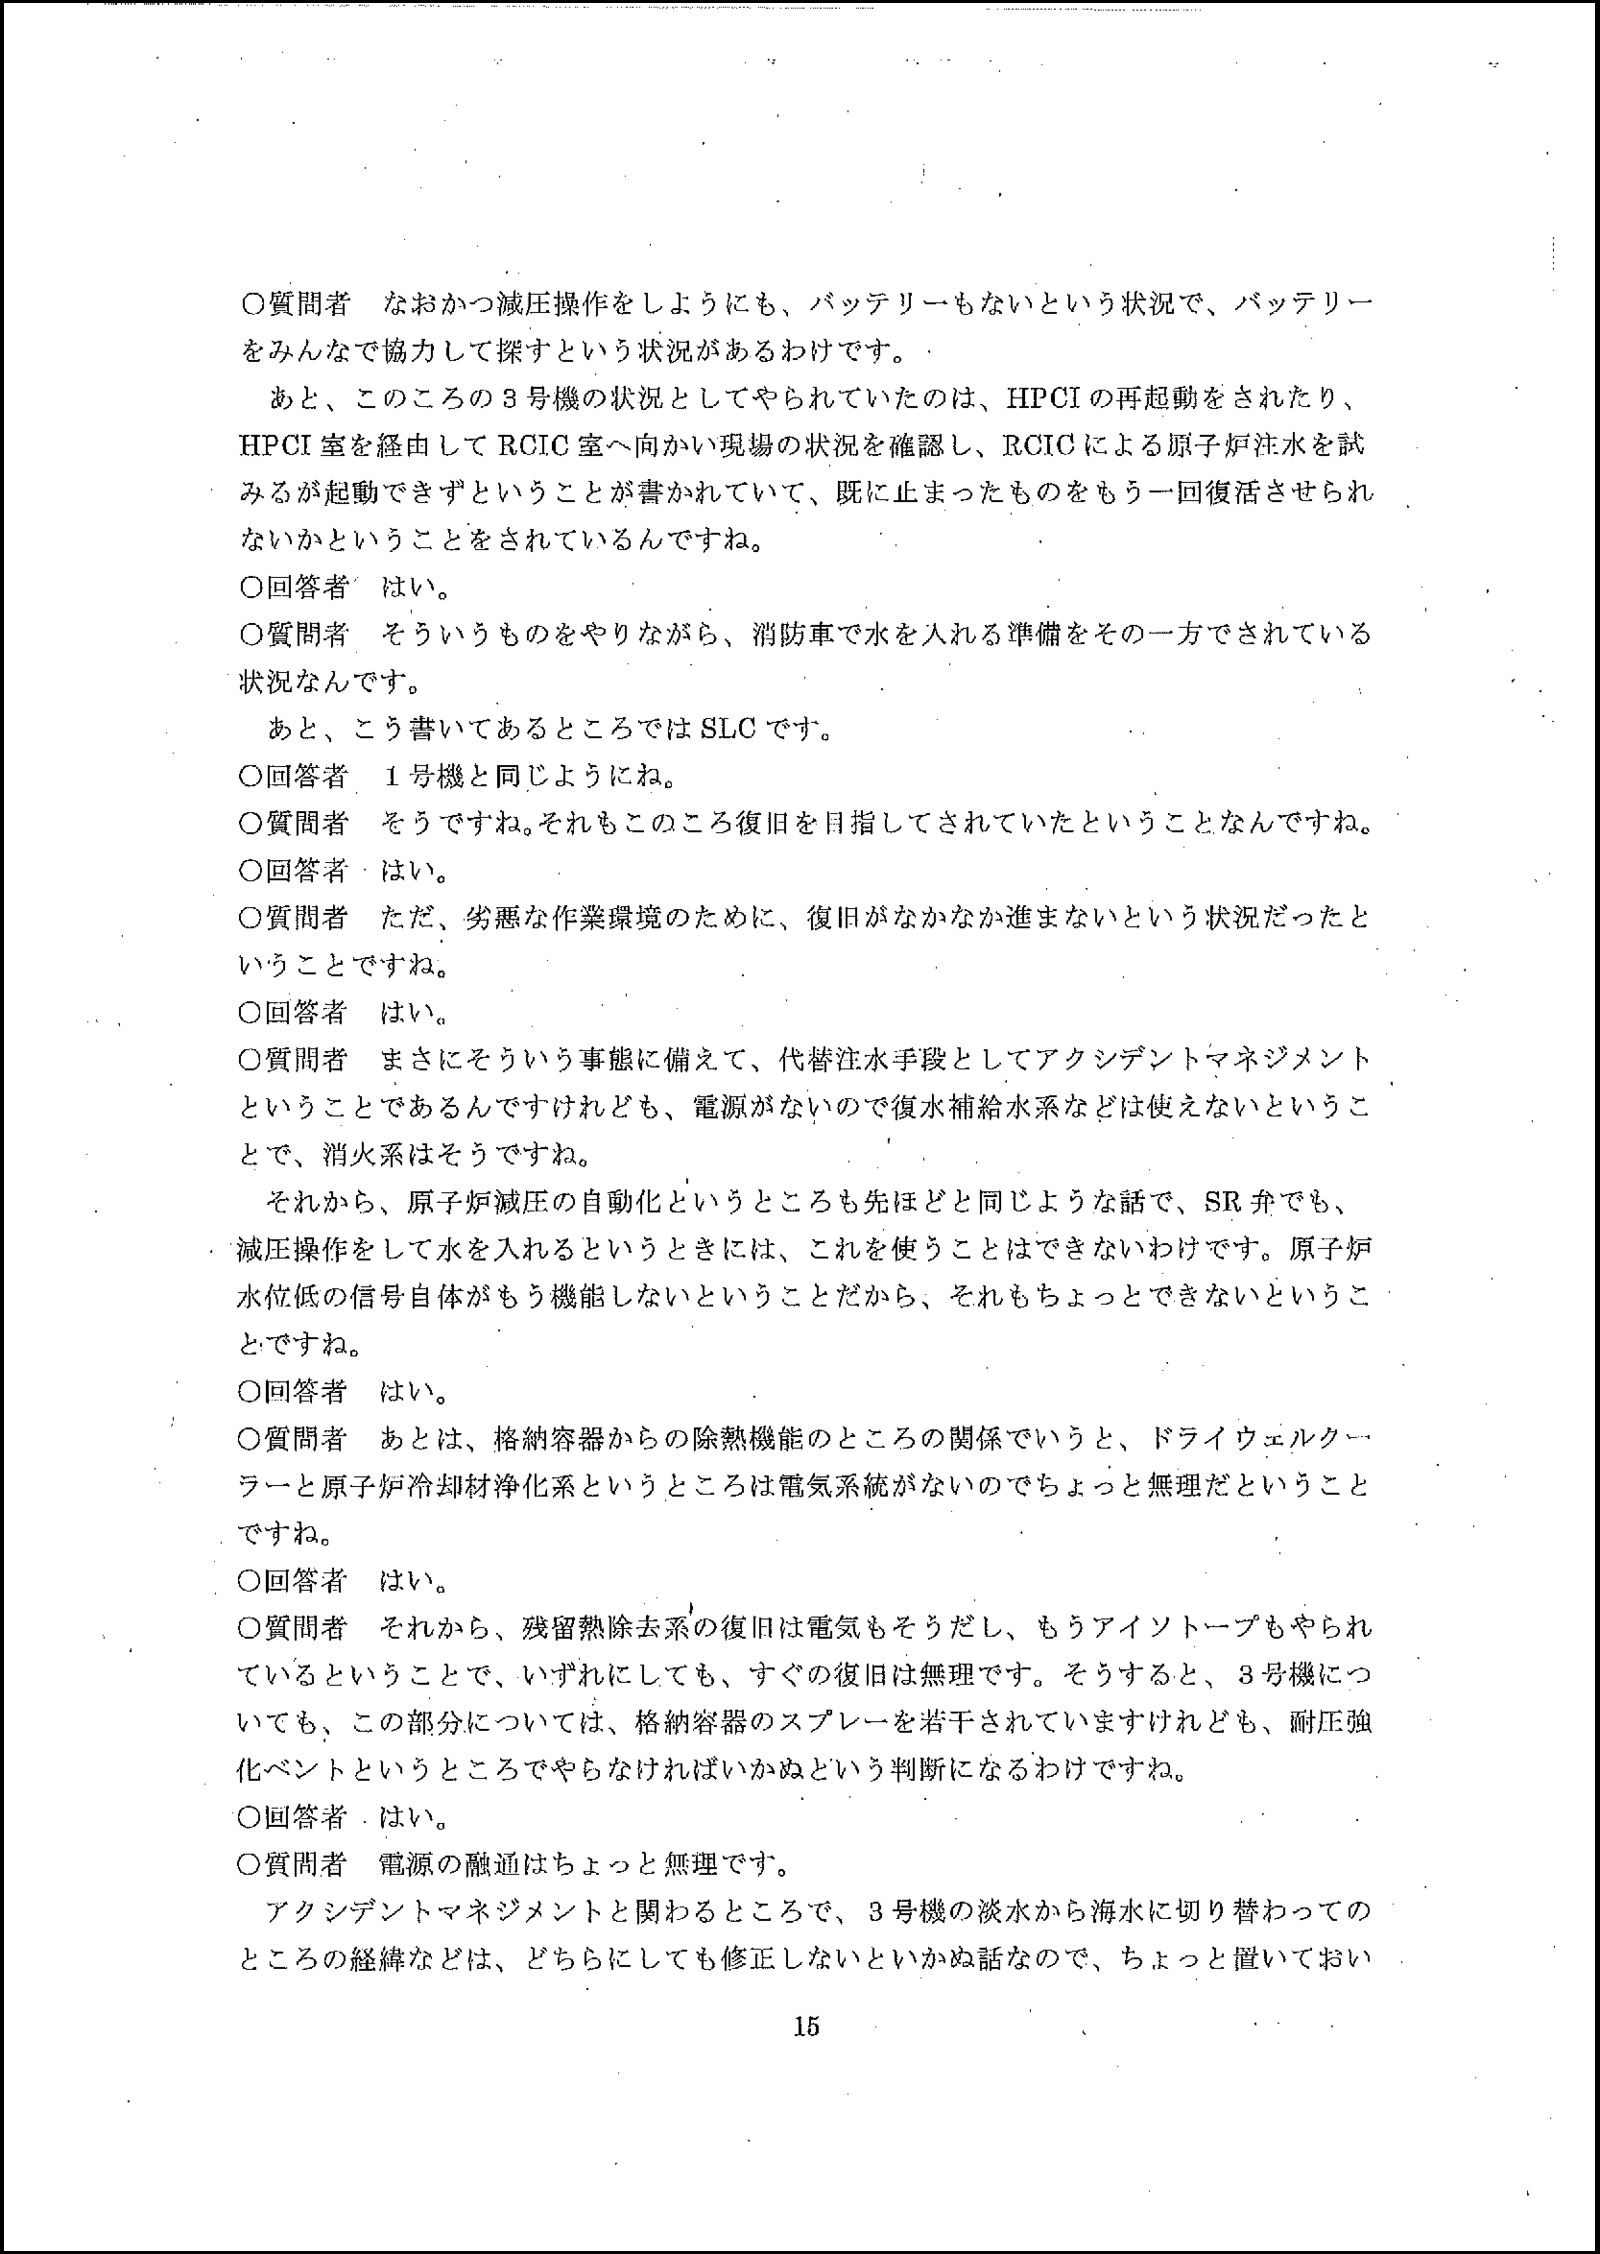 ○質問者　なおかつ減圧操作をしようにも、バッテリーもないという状況で、バッテリー
をみんなで協力して探すという状況があるわけです。
　あと、このころの３号機の状況としてやられていたのは、HPCI の再起動をされたり、
HPCI 室を経由して RCIC 室へ向かい現場の状況を確認し、RCIC による原子炉注水を試
みるが起動できずということが書かれていて、既に止まったものをもう一回復活させられ
ないかということをされているんですね。
○回答者　はい。
○質問者　そういうものをやりながら、消防車で水を入れる準備をその一方でされている
状況なんです。
　あと、こう書いてあるところでは SLC です。
○回答者　１号機と同じようにね。
○質問者　そうですね。それもこのころ復旧を目指してされていたということなんですね。
○回答者　はい。
○質問者　ただ、劣悪な作業環境のために、復旧がなかなか進まないという状況だったと
いうことですね。
○回答者　はい。
○質問者　まさにそういう事態に備えて、代替注水手段としてアクシデントマネジメント
ということであるんですけれども、電源がないので復水補給水系などは使えないというこ
とで、消火系はそうですね。
　それから、原子炉減圧の自動化というところも先ほどと同じような話で、SR 弁でも、
減圧操作をして水を入れるというときには、これを使うことはできないわけです。原子炉
水位低の信号自体がもう機能しないということだから、それもちょっとできないというこ
とですね。
○回答者　はい。
○質問者　あとは、格納容器からの除熱機能のところの関係でいうと、ドライウェルクー
ラーと原子炉冷却材浄化系というところは電気系統がないのでちょっと無理だということ
ですね。
○回答者　はい。
○質問者　それから、残留熱除去系の復旧は電気もそうだし、もうアイソトープもやられ
ているということで、いずれにしても、すぐの復旧は無理です。そうすると、３号機につ
いても、この部分については、格納容器のスプレーを若干されていますけれども、耐圧強
化ベントというところでやらなければいかぬという判断になるわけですね。
○回答者　はい。
○質問者　電源の融通はちょっと無理です。
　アクシデントマネジメントと関わるところで、３号機の淡水から海水に切り替わっての
ところの経緯などは、どちらにしても修正しないといかぬ話なので、ちょっと置いておい
15